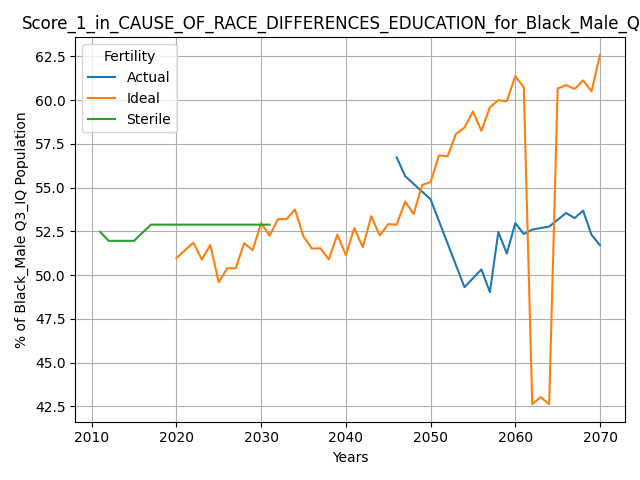 Score_1_in_CAUSE_OF_RACE_DIFFERENCES_EDUCATION_for_Black_Male_Q
Fertility
Actual
Ideal
Sterile
% of Black_Male Q3_IQ Population
62.5
60.0
57.5
55.0
52.5
50.0
47.5
45.0
42.5
2010 2020 2030 2040 2050 2060 2070
Years